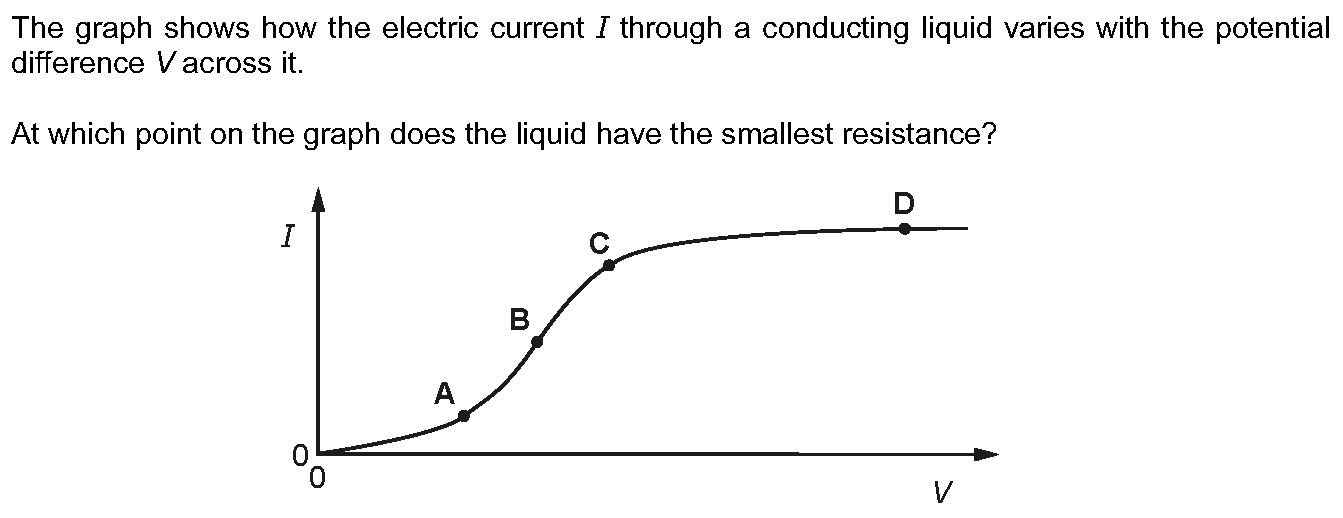 The graph shows how the electric current I through a conducting liquid varies with the potential
difference V across it.
At which point on the graph does the liquid have the smallest resistance?
D
I
C
B
A
0
0
V